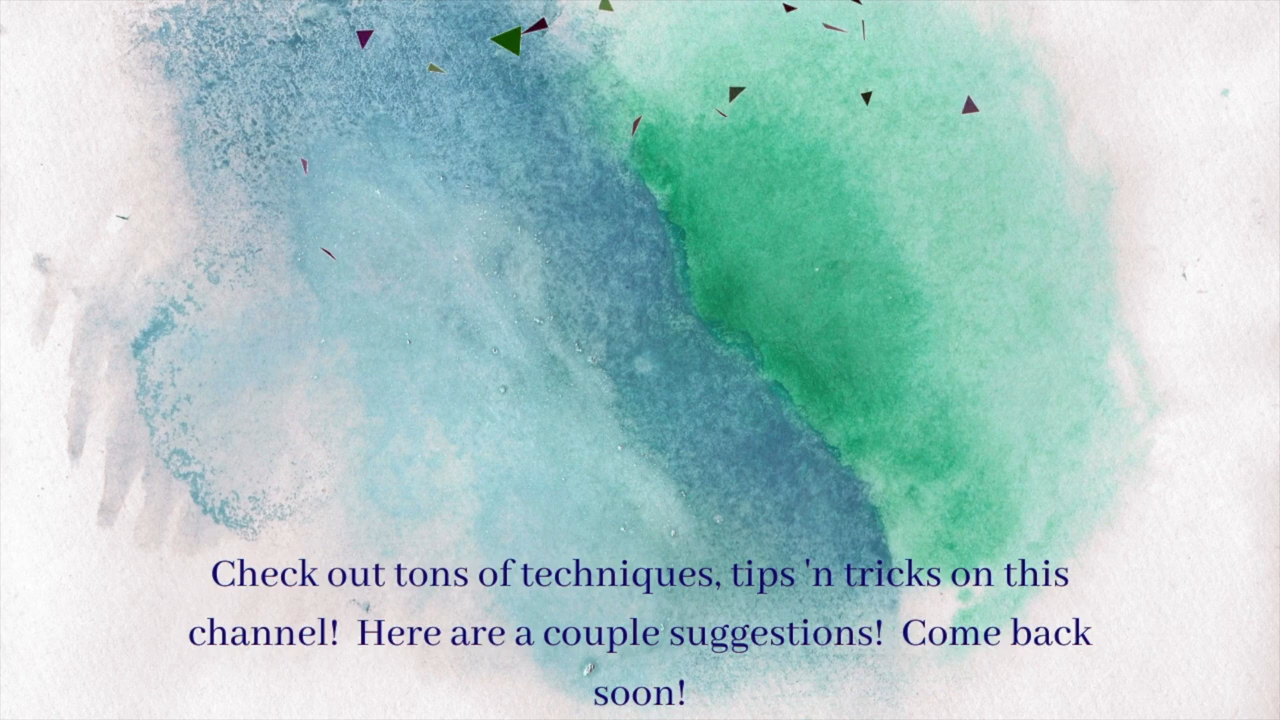 Check out tons of techniques, tips 'n tricks on this
channel!  Here are a couple suggestions!  Come back
soon!